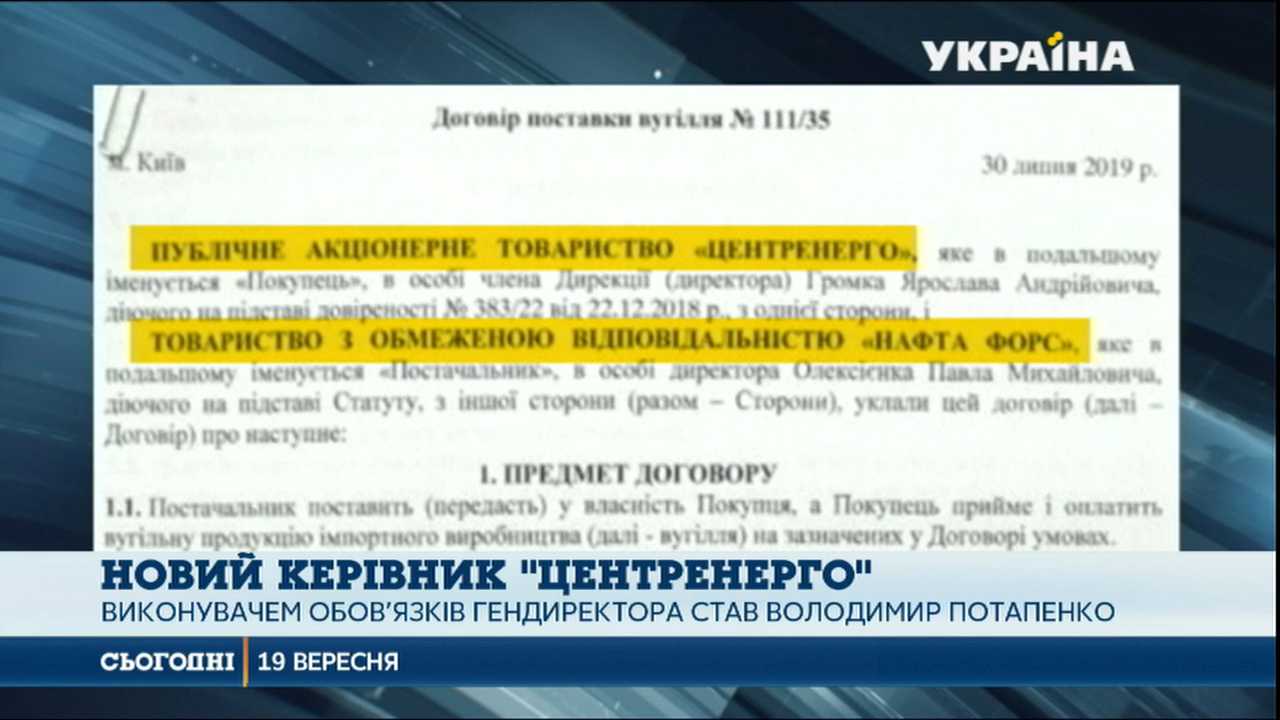 УКРАЇНА
Договір поставки вугілля № 111/35
м. Київ
30 липня 2019 р.
ПУБЛІЧНЕ АКЦІОНЕРНЕ ТОВАРИСТВО «ЦЕНТРЕНЕРГО», яке в подальшому
іменується «Покупець», в особі члена Дирекції (директора) Громка Ярослава Андрійовича,
діючого на підставі довіреності № 383/22 від 22.12.2018 р., з однієї сторони, і
ТОВАРИСТВО З ОБМЕЖЕНОЮ ВІДПОВІДАЛЬНІСТЮ «НАФТА ФОРС», яке в
подальшому іменується «Постачальник», в особі директора Олексієнка Павла Михайловича,
діючого на підставі Статуту, з іншої сторони (разом – Сторони), уклали цей договір (далі –
Договір) про наступне:
1. ПРЕДМЕТ ДОГОВОРУ
1.1. Постачальник поставить (передасть) у власність Покупця, а Покупець прийме і оплатить
вугільну продукцію імпортного виробництва (далі - вугілля) на зазначених у Договорі умовах.
НОВИЙ КЕРІВНИК "ЦЕНТРЕНЕРГО"
ВИКОНУВАЧЕМ ОБОВ'ЯЗКІВ ГЕНДИРЕКТОРА СТАВ ВОЛОДИМИР ПОТАПЕНКО
СЬОГОДНІ 19 ВЕРЕСНЯ